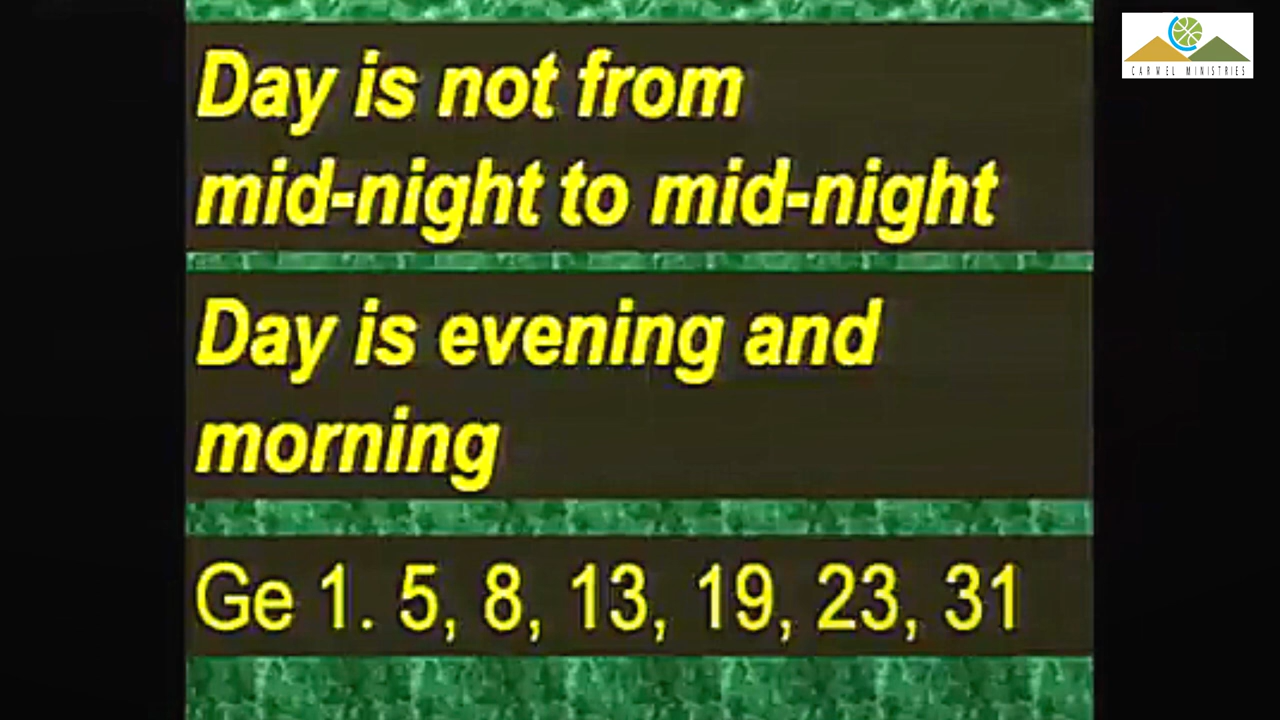 Day is not from
mid-night to mid-night
Day is evening and
morning
Ge 1. 5, 8, 13, 19, 23, 31
CARMEL MINISTRIES